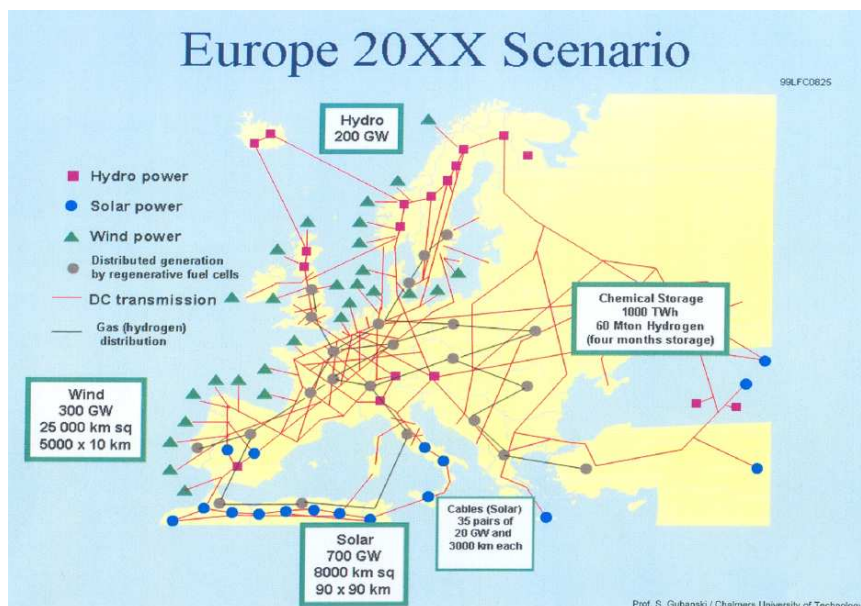 Europe 20XX Scenario
99LFC0825
Hydro
200 GW
Hydro power
Solar power
Wind power
Distributed generation
by regenerative fuel cells
DC transmission
Gas (hydrogen)
distribution
Chemical Storage
1000 TWh
60 Mton Hydrogen
(four months storage)
Wind
300 GW
25 000 km sq
5000 x 10 km
Cables (Solar)
35 pairs of
20 GW and
3000 km each
Solar
700 GW
8000 km sq
90 x 90 km
Prof. S. Gubanski / Chalmers University of Technolo